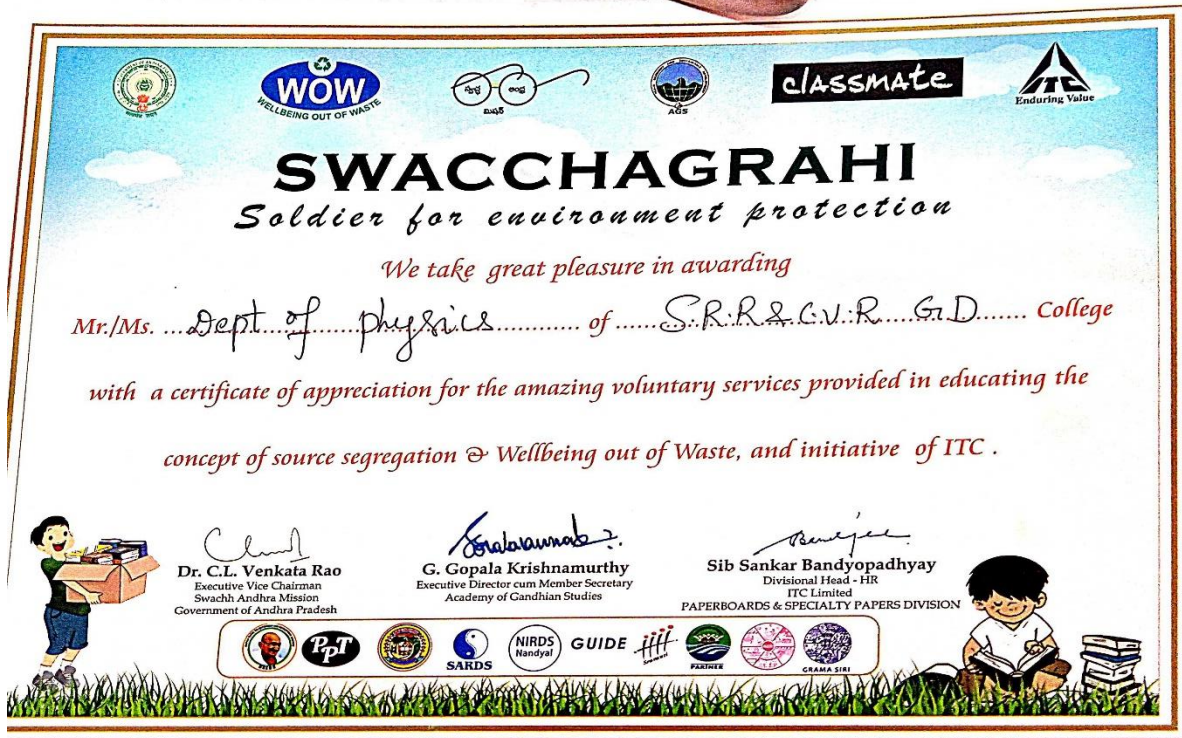 WOW
WELLBEING OUT OF WASTE
స్వచ్ఛ ఆంధ్ర
మిషన్
AGS
classmate
ITC
Enduring Value
SWACCHAGRAHI
Soldier for environment protection
We take great pleasure in awarding
Mr./Ms. ...Dept of physics... of ...S.R.R & C.V.R. G.D... College
with a certificate of appreciation for the amazing voluntary services provided in educating the
concept of source segregation & Wellbeing out of Waste, and initiative of ITC .
Dr. C.L. Venkata Rao
Executive Vice Chairman
Swachh Andhra Mission
Government of Andhra Pradesh
G. Gopala Krishnamurthy
Executive Director cum Member Secretary
Academy of Gandhian Studies
Sib Sankar Bandyopadhyay
Divisional Head - HR
ITC Limited
PAPERBOARDS & SPECIALTY PAPERS DIVISION
PPT
SARDS
NIRDS
Nandyal
GUIDE
PARTNER
GRAMA SIRI